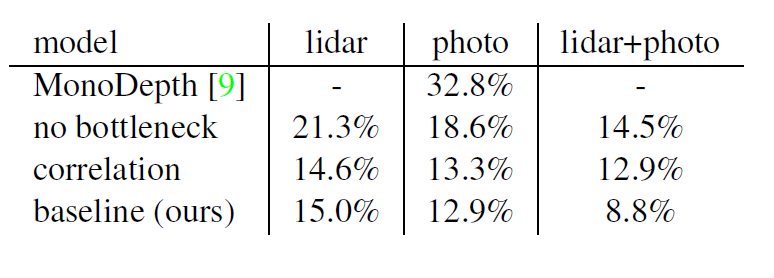 model lidar photo lidar+photo
MonoDepth [9] - 32.8% -
no bottleneck 21.3% 18.6% 14.5%
correlation 14.6% 13.3% 12.9%
baseline (ours) 15.0% 12.9% 8.8%